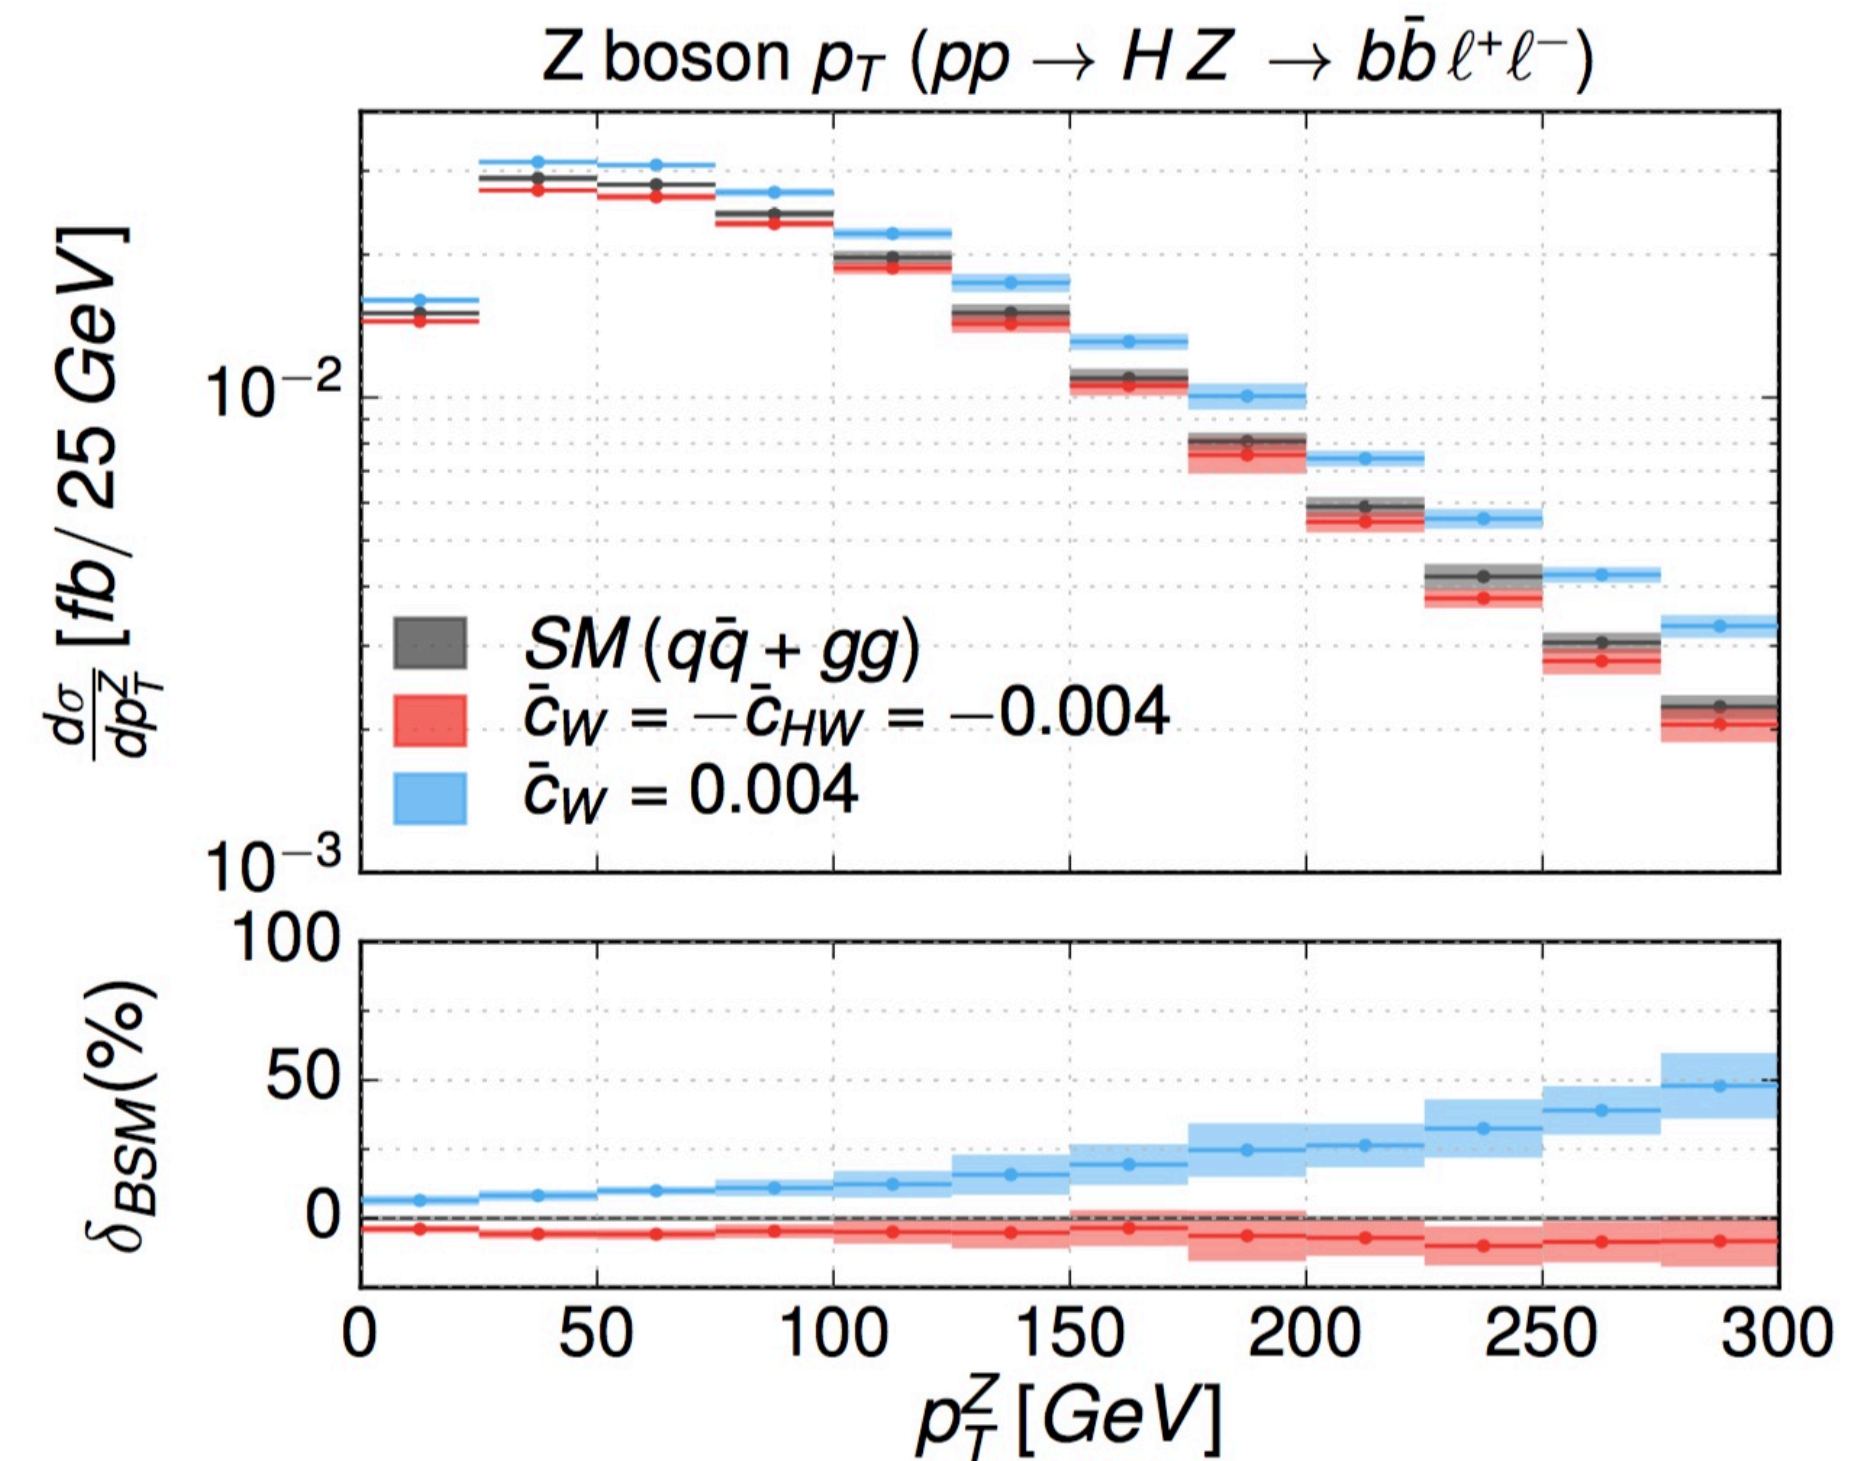 Z boson p_T (pp → H Z → bb̄ ℓ⁺ℓ⁻)
dσ/dp_T^Z [fb/ 25 GeV]
10⁻²
10⁻³
SM (qq̄ + gg)
c̄_W = −c̄_HW = −0.004
c̄_W = 0.004
δ_BSM(%)
100
50
0
0 50 100 150 200 250 300
p_T^Z [GeV]